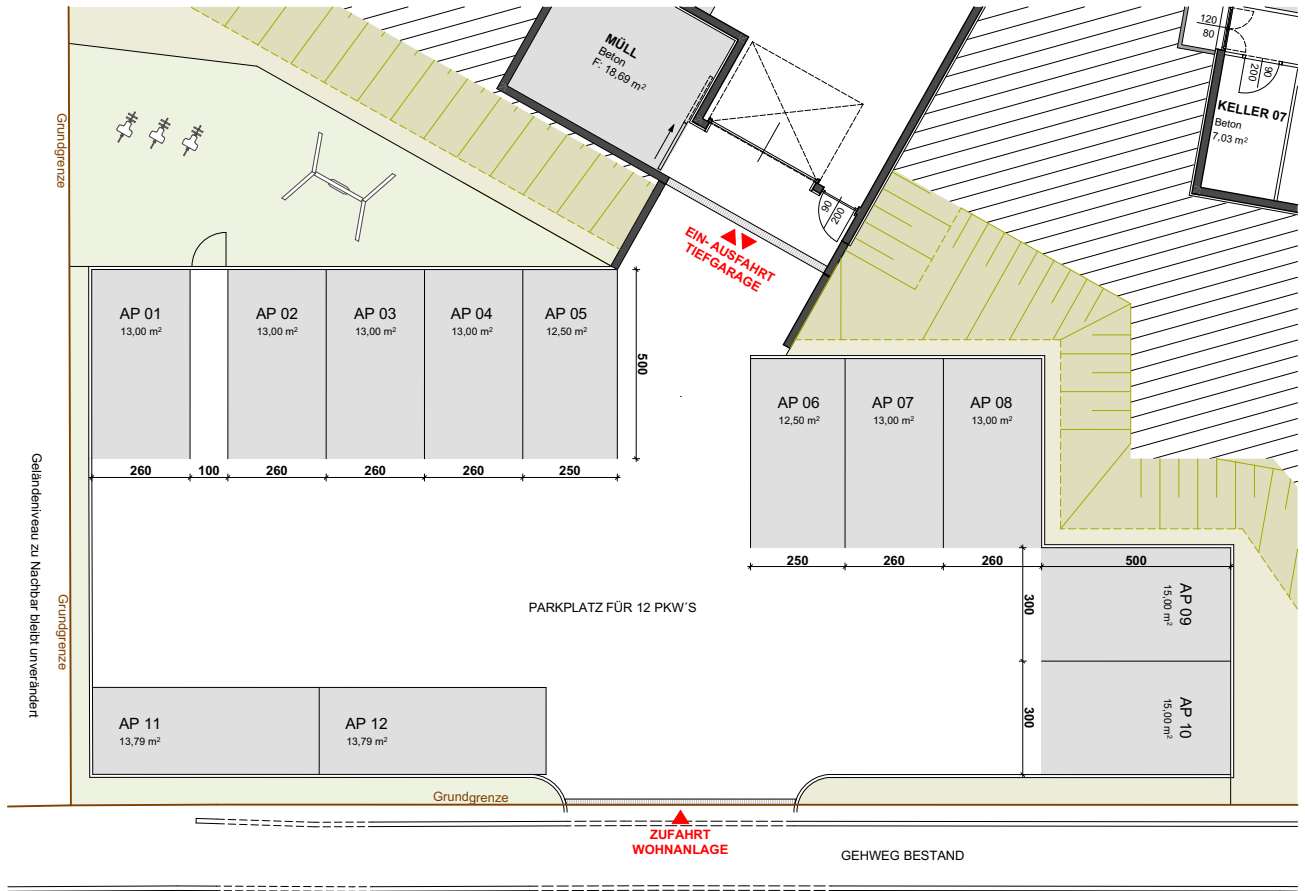 MÜLL
Beton
F: 18,69 m²
120
80
90
200
KELLER 07
Beton
7,03 m²
Grundgrenze
90
200
EIN- AUSFAHRT
TIEFGARAGE
AP 01
13,00 m²
AP 02
13,00 m²
AP 03
13,00 m²
AP 04
13,00 m²
AP 05
12,50 m²
500
AP 06
12,50 m²
AP 07
13,00 m²
AP 08
13,00 m²
260
100
260
260
260
250
250
260
260
500
Geländeniveau zu Nachbar bleibt unverändert
Grundgrenze
PARKPLATZ FÜR 12 PKW´S
300
AP 09
15,00 m²
300
AP 10
15,00 m²
AP 11
13,79 m²
AP 12
13,79 m²
Grundgrenze
ZUFAHRT
WOHNANLAGE
GEHWEG BESTAND